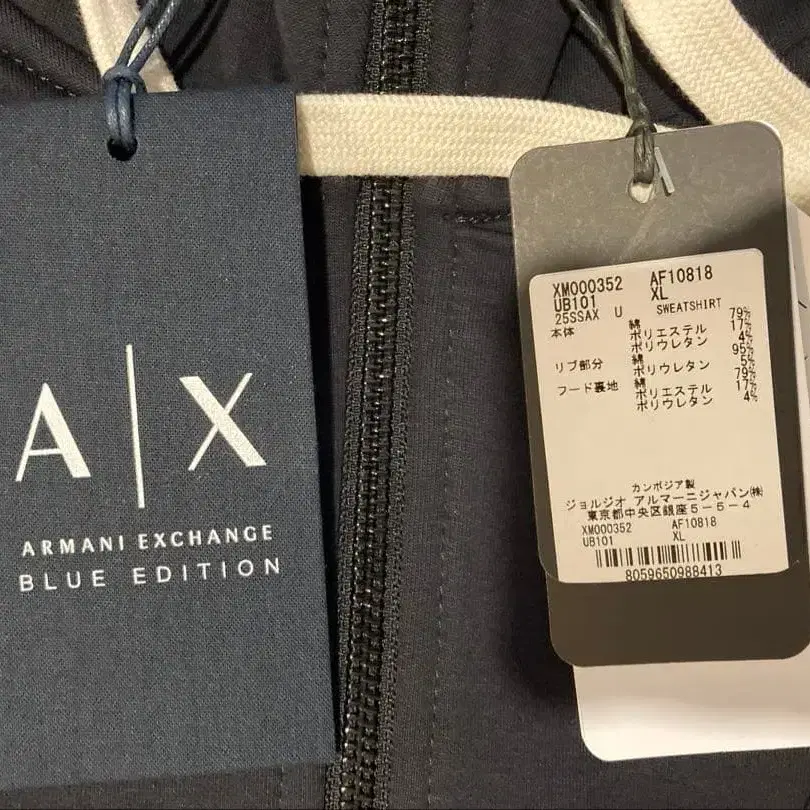 A|X
ARMANI EXCHANGE
BLUE EDITION
XM000352 AF10818
UB101 XL
25SSAX U SWEATSHIRT
本体 綿 79%
ポリエステル 17%
ポリウレタン 4%
リブ部分 綿 95%
ポリウレタン 5%
フード裏地 綿 79%
ポリエステル 17%
ポリウレタン 4%
カンボジア製
ジョルジオ アルマーニジャパン㈱
東京都中央区銀座5-5-4
XM000352 AF10818
UB101 XL
8059650988413